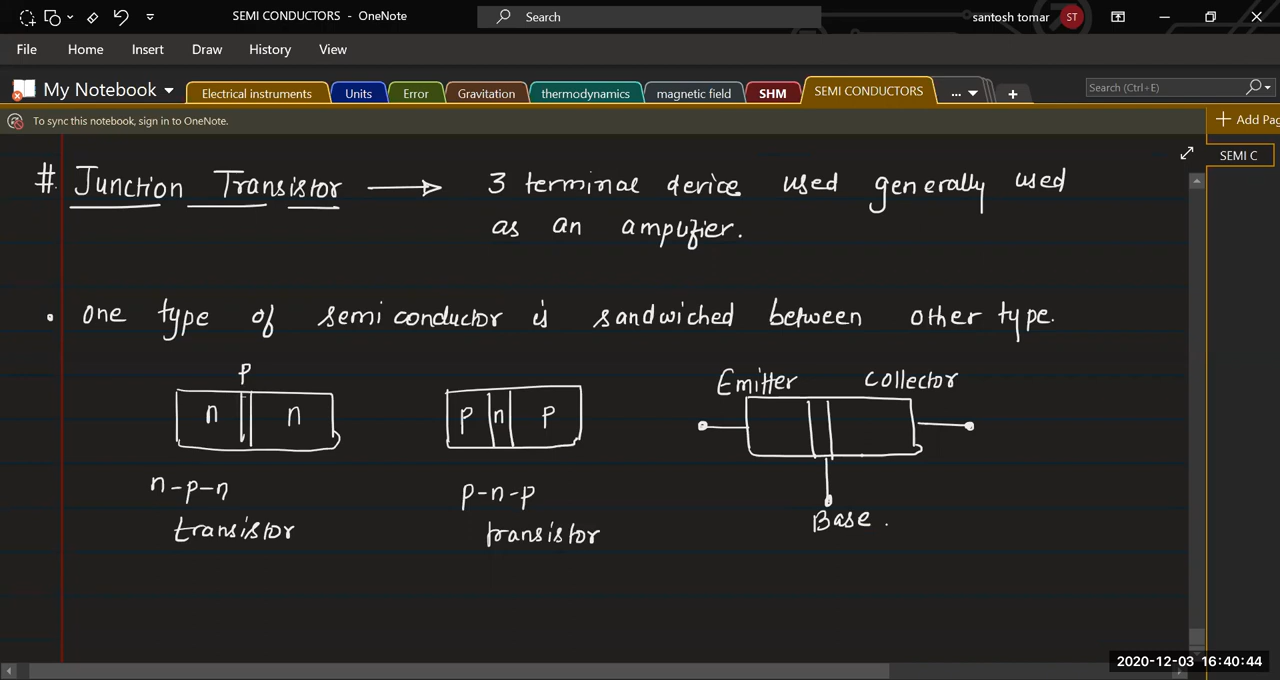 SEMI CONDUCTORS - OneNote
Search
santosh tomar
ST
File Home Insert Draw History View
My Notebook
Electrical instruments
Units
Error
Gravitation
thermodynamics
magnetic field
SHM
SEMI CONDUCTORS
...
Search (Ctrl+E)
To sync this notebook, sign in to OneNote.
+ Add Pag
SEMI C
# Junction Transistor → 3 terminal device used generally used
as an amplifier.
• one type of semiconductor is sandwiched between other type.
p
n n
n-p-n
transistor
p n p
p-n-p
transistor
Emitter Collector
Base .
2020-12-03 16:40:44